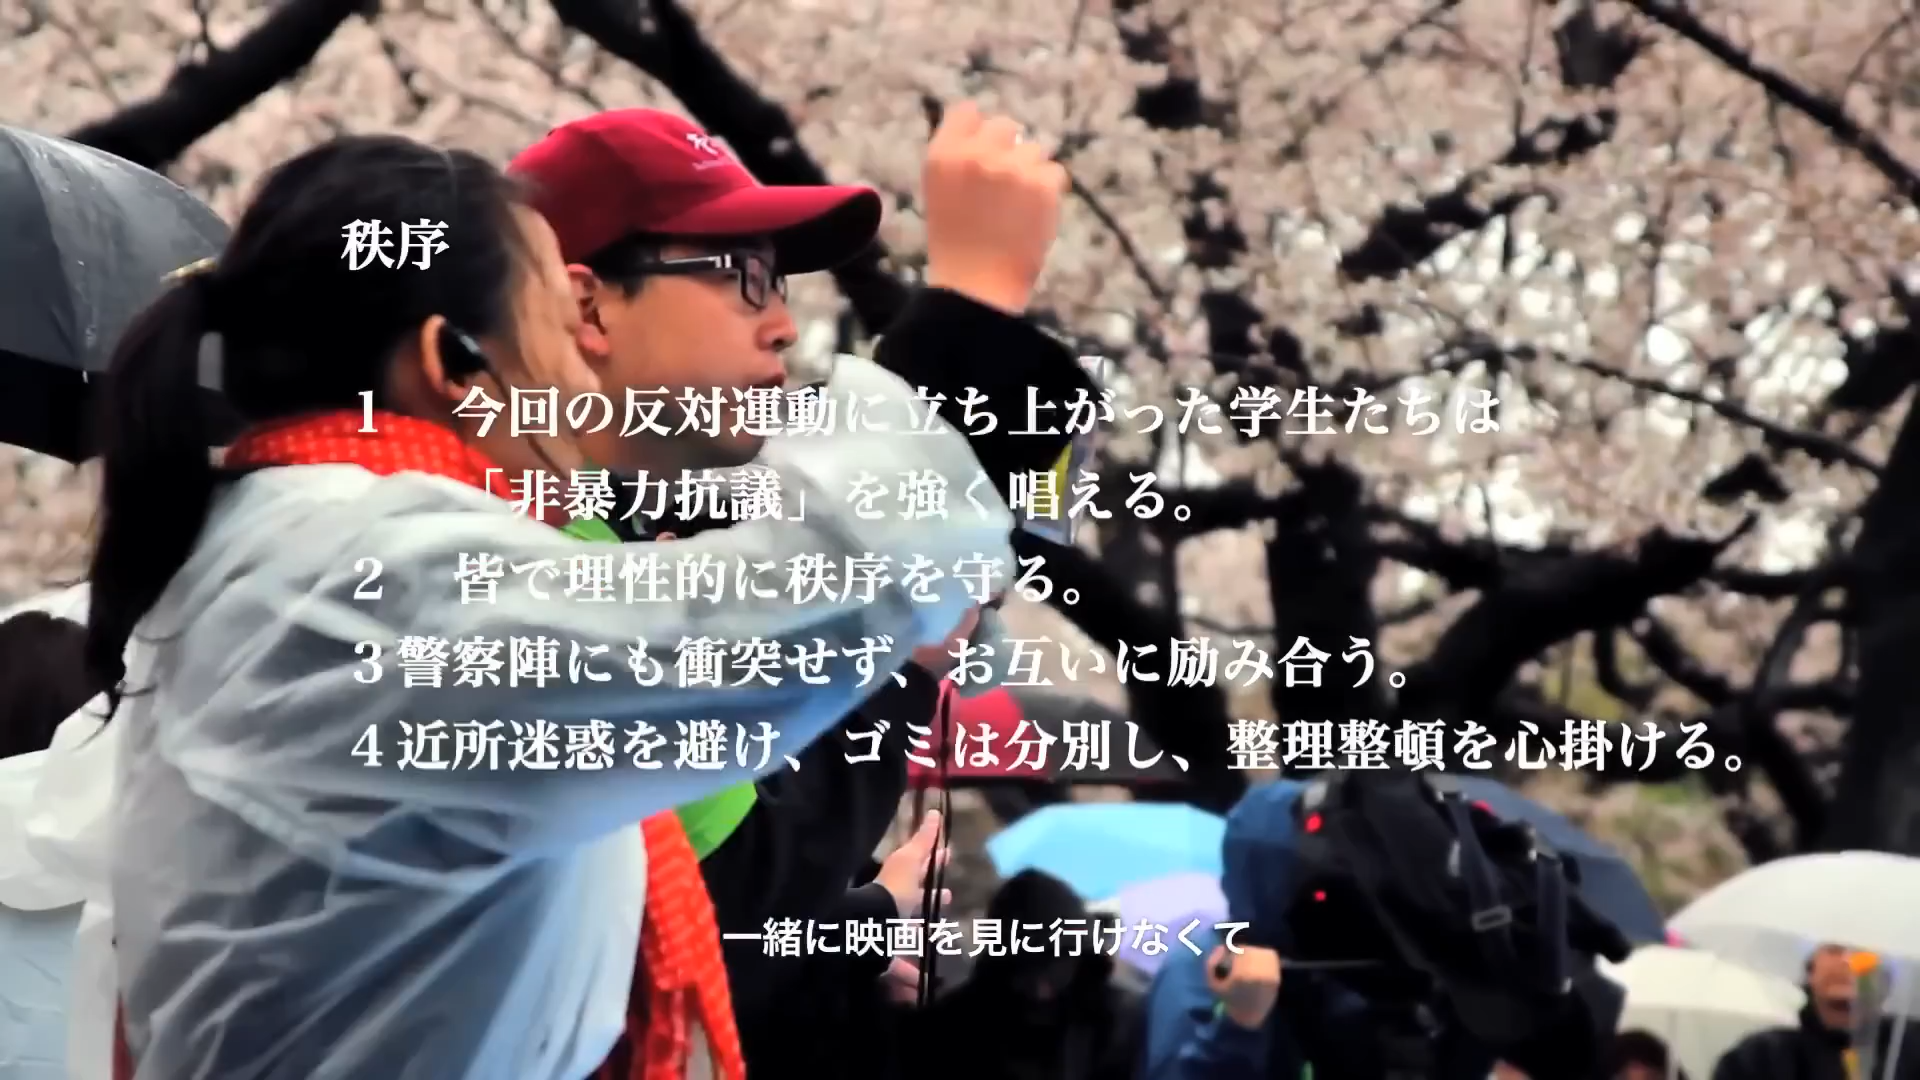 秩序
1 今回の反対運動に立ち上がった学生たちは
「非暴力抗議」を強く唱える。
2 皆で理性的に秩序を守る。
3 警察陣にも衝突せず、お互いに励み合う。
4 近所迷惑を避け、ゴミは分別し、整理整頓を心掛ける。
一緒に映画を見に行けなくて